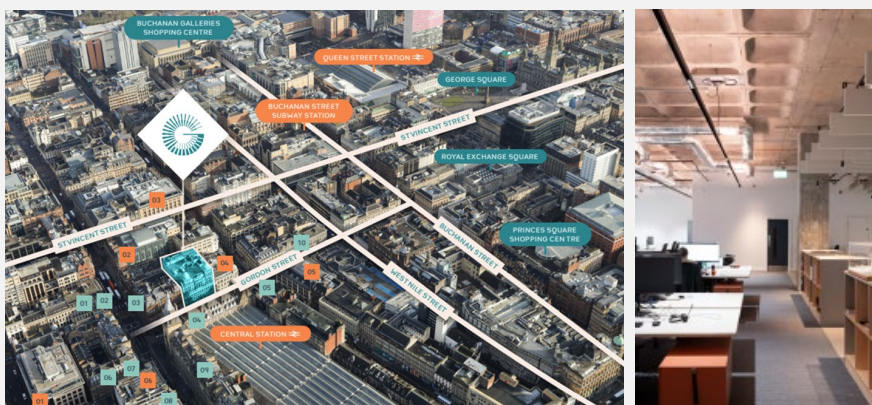 BUCHANAN GALLERIES
SHOPPING CENTRE
QUEEN STREET STATION
GEORGE SQUARE
BUCHANAN STREET
SUBWAY STATION
ST VINCENT STREET
ROYAL EXCHANGE SQUARE
03
PRINCES SQUARE
SHOPPING CENTRE
ST VINCENT STREET
BUCHANAN STREET
10
02
04
GORDON STREET
05
05
WEST NILE STREET
01
02
03
04
CENTRAL STATION
07
09
06
06
01
08